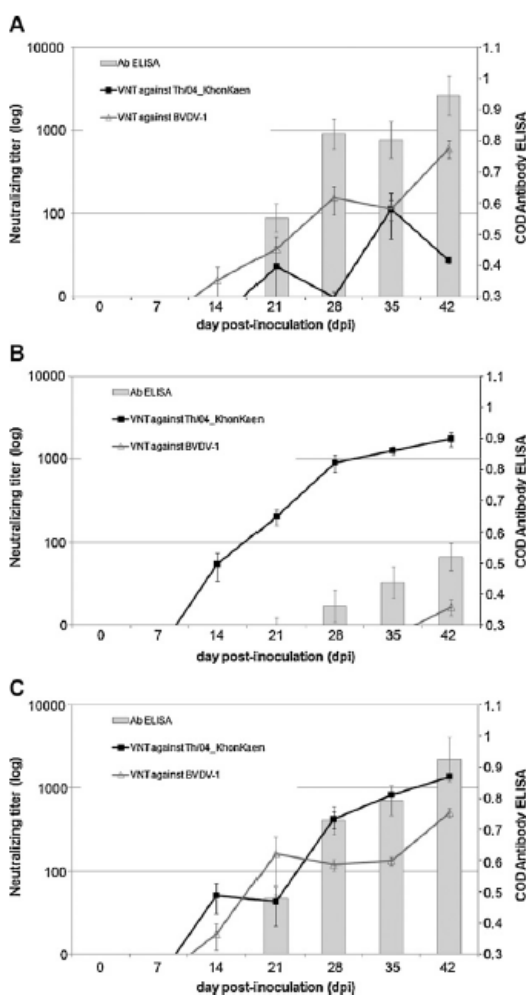 A
10000
1000
100
0
Neutralizing titer (log)
Ab ELISA
VNT against Th/04_KhonKaen
VNT against BVDV-1
1.1
1
0.9
0.8
0.7
0.6
0.5
0.4
0.3
COD Antibody ELISA
0 7 14 21 28 35 42
day post-inoculation (dpi)
B
10000
1000
100
0
Neutralizing titer (log)
Ab ELISA
VNT against Th/04_KhonKaen
VNT against BVDV-1
1.1
1
0.9
0.8
0.7
0.6
0.5
0.4
0.3
COD Antibody ELISA
0 7 14 21 28 35 42
day post-inoculation (dpi)
C
10000
1000
100
0
Neutralizing titer (log)
Ab ELISA
VNT against Th/04_KhonKaen
VNT against BVDV-1
1.1
1
0.9
0.8
0.7
0.6
0.5
0.4
0.3
COD Antibody ELISA
0 7 14 21 28 35 42
day post-inoculation (dpi)